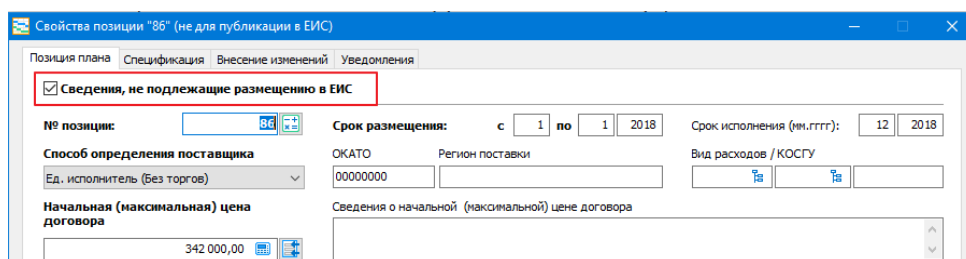 Свойства позиции "86" (не для публикации в ЕИС)
Позиция плана Спецификация Внесение изменений Уведомления
Сведения, не подлежащие размещению в ЕИС
№ позиции: 86 Срок размещения: с 1 по 1 2018 Срок исполнения (мм.гггг): 12 2018
Способ определения поставщика ОКАТО Регион поставки Вид расходов / КОСГУ
Ед. исполнитель (Без торгов) 00000000
Начальная (максимальная) цена Сведения о начальной (максимальной) цене договора
договора
342 000,00